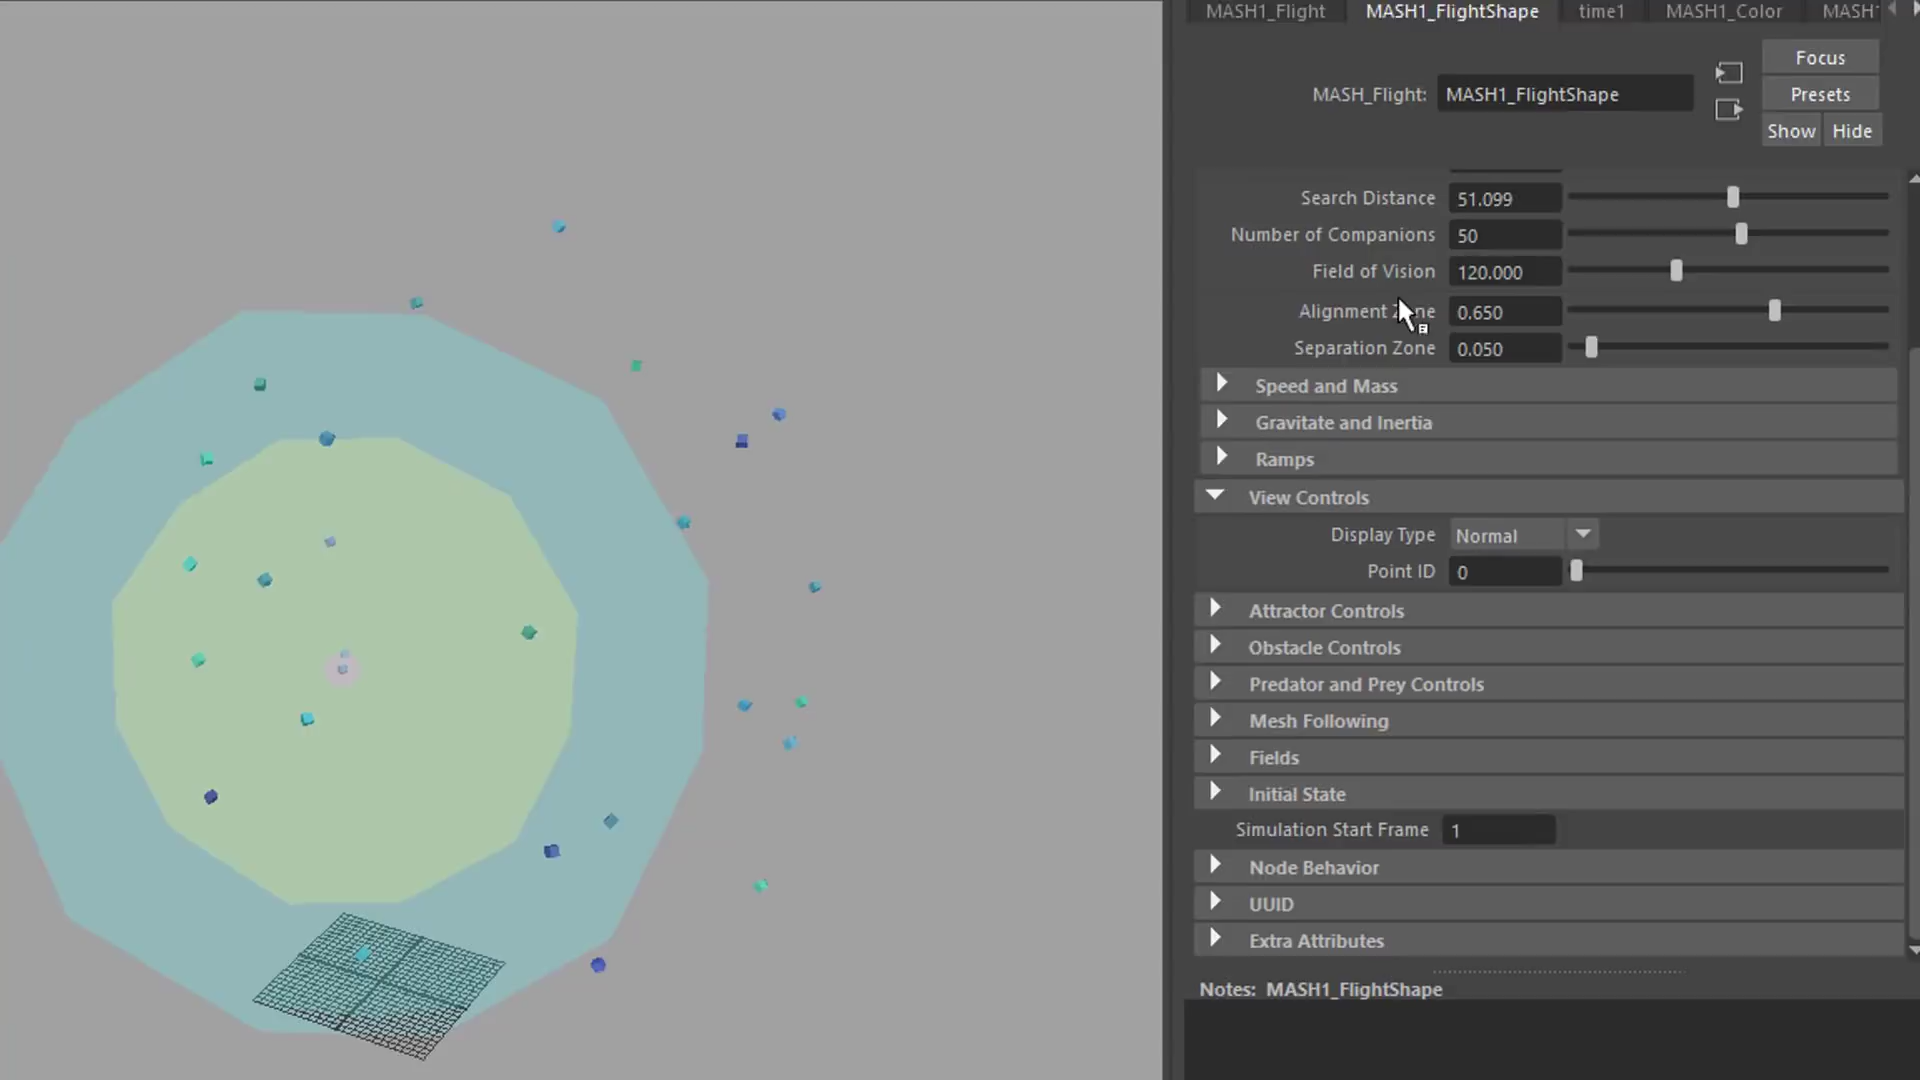 MASH1_Flight MASH1_FlightShape time1 MASH1_Color MASH
Focus
MASH_Flight: MASH1_FlightShape Presets
Show Hide
Search Distance 51.099
Number of Companions 50
Field of Vision 120.000
Alignment Zone 0.650
Separation Zone 0.050
Speed and Mass
Gravitate and Inertia
Ramps
View Controls
Display Type Normal
Point ID 0
Attractor Controls
Obstacle Controls
Predator and Prey Controls
Mesh Following
Fields
Initial State
Simulation Start Frame 1
Node Behavior
UUID
Extra Attributes
Notes: MASH1_FlightShape